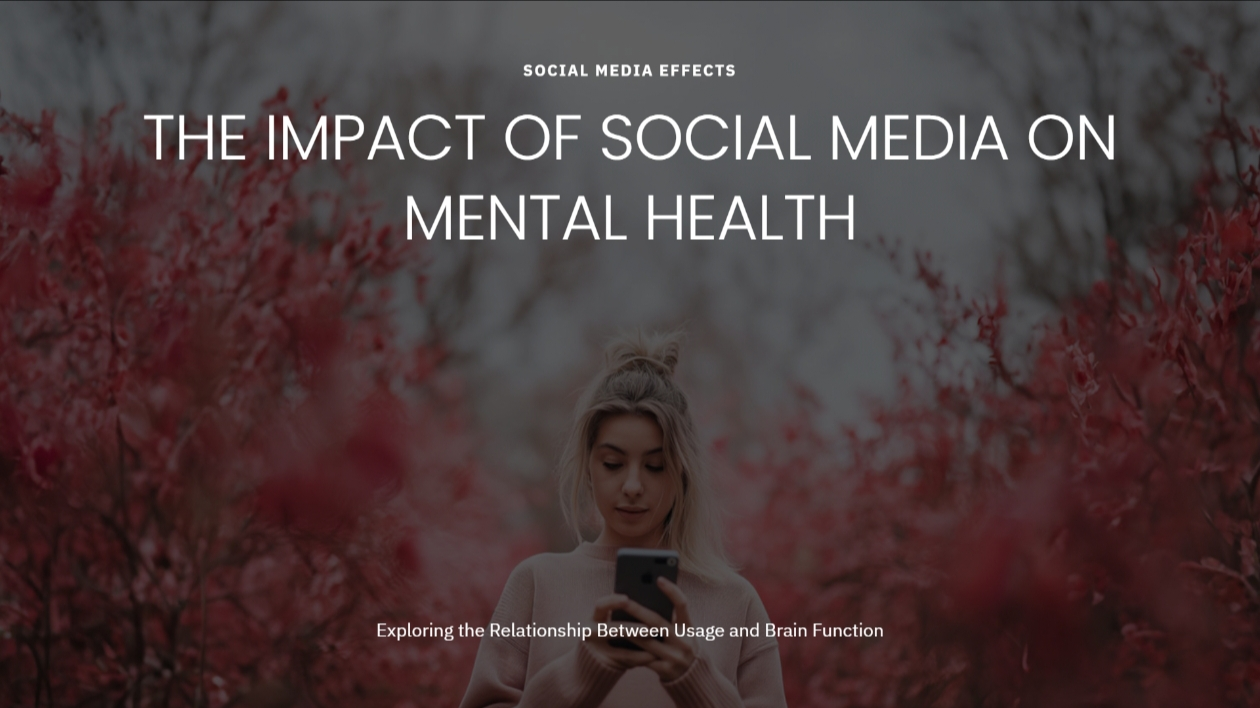 SOCIAL MEDIA EFFECTS
THE IMPACT OF SOCIAL MEDIA ON
MENTAL HEALTH
Exploring the Relationship Between Usage and Brain Function